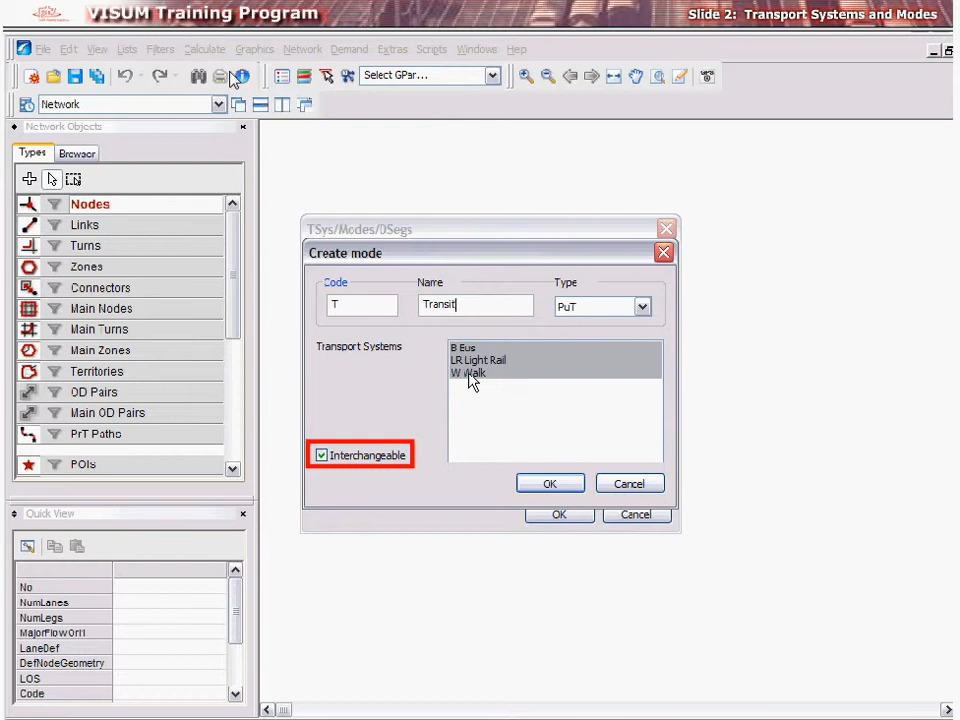 VISUM Training Program
Slide 2: Transport Systems and Modes
File Edit View Lists Filters Calculate Graphics Network Demand Extras Scripts Windows Help
Select GPar...
Network
Network Objects
Types Browser
Nodes
Links
Turns
Zones
Connectors
Main Nodes
Main Turns
Main Zones
Territories
OD Pairs
Main OD Pairs
PrT Paths
POIs
Quick View
No
NumLanes
NumLegs
MajorFlowOri1
LaneDef
DefNodeGeometry
LOS
Code
TSys/Modes/DSegs
Create mode
Code Name Type
T Transit PuT
Transport Systems
B Bus
LR Light Rail
W Walk
Interchangeable
OK Cancel
OK Cancel